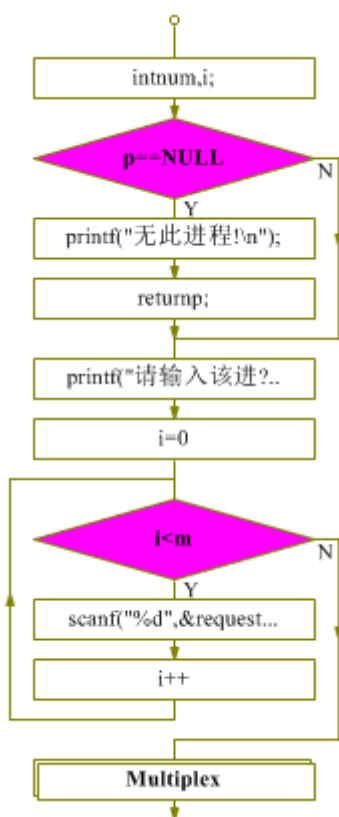 intnum,i;
p==NULL
N
Y
printf("无此进程!\n");
returnp;
printf("请输入该进?..
i=0
i<m
N
Y
scanf("%d",&request...
i++
Multiplex